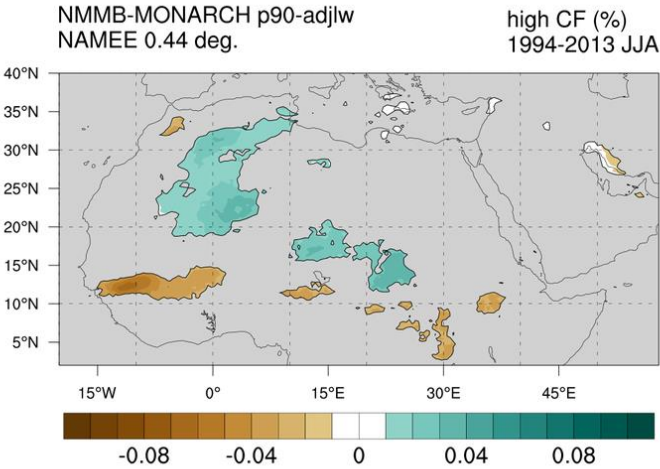 NMMB-MONARCH p90-adjlw
NAMEE 0.44 deg.
high CF (%)
1994-2013 JJA
40°N
35°N
30°N
25°N
20°N
15°N
10°N
5°N
15°W 0° 15°E 30°E 45°E
-0.08 -0.04 0 0.04 0.08